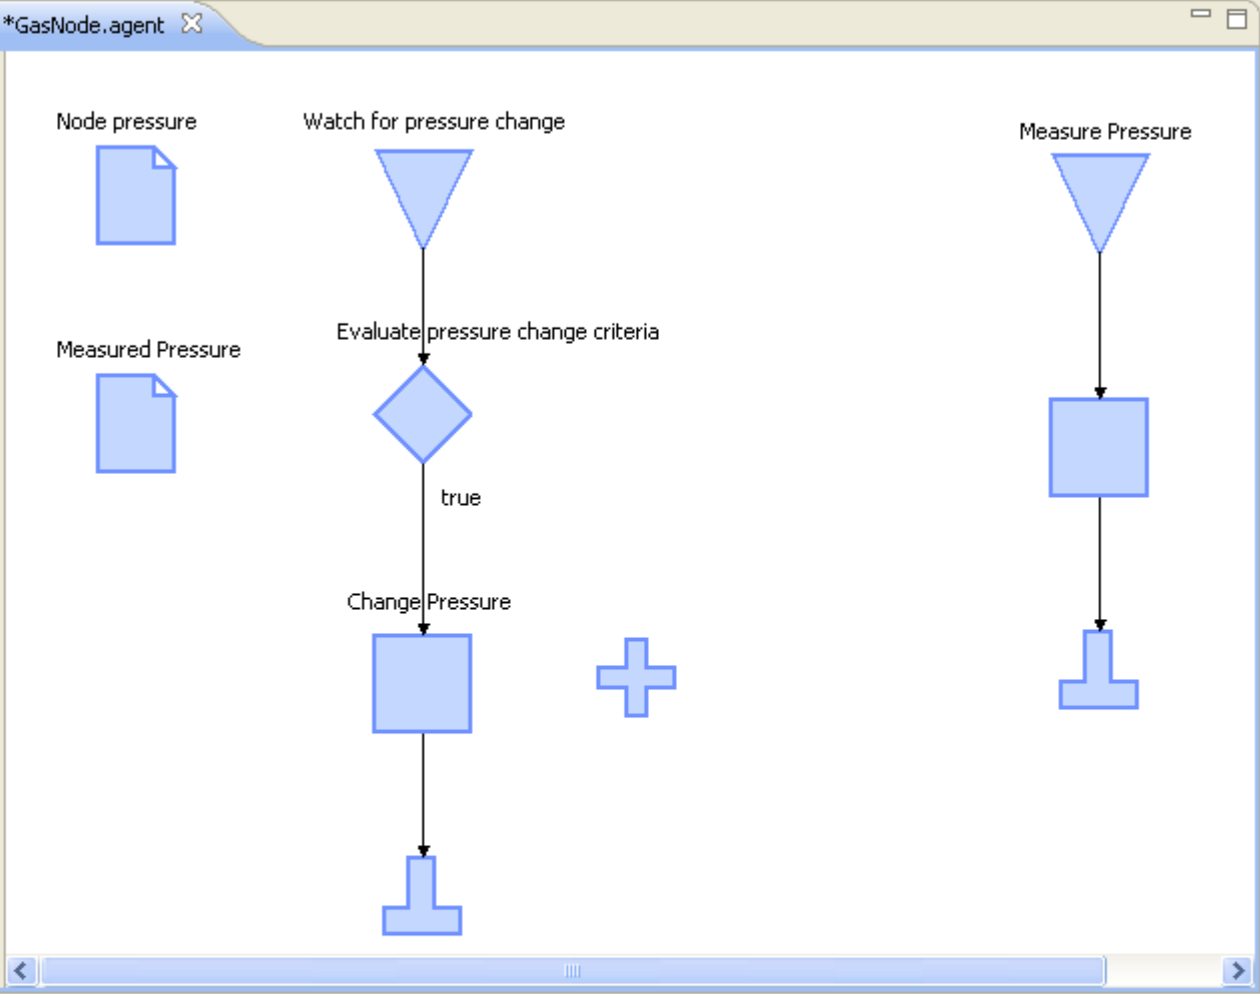 *GasNode.agent
Node pressure
Watch for pressure change
Measure Pressure
Evaluate pressure change criteria
Measured Pressure
true
Change Pressure